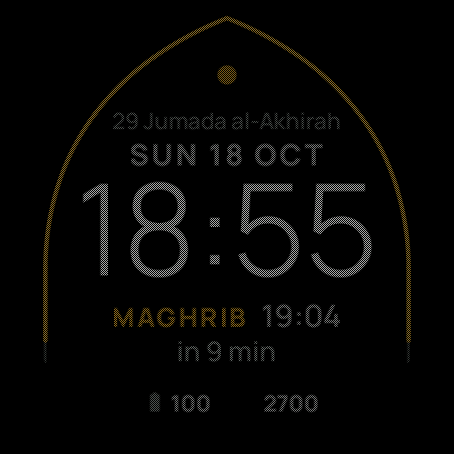 29 Jumada al-Akhirah
SUN 18 OCT
18:55
MAGHRIB 19:04
in 9 min
100 2700